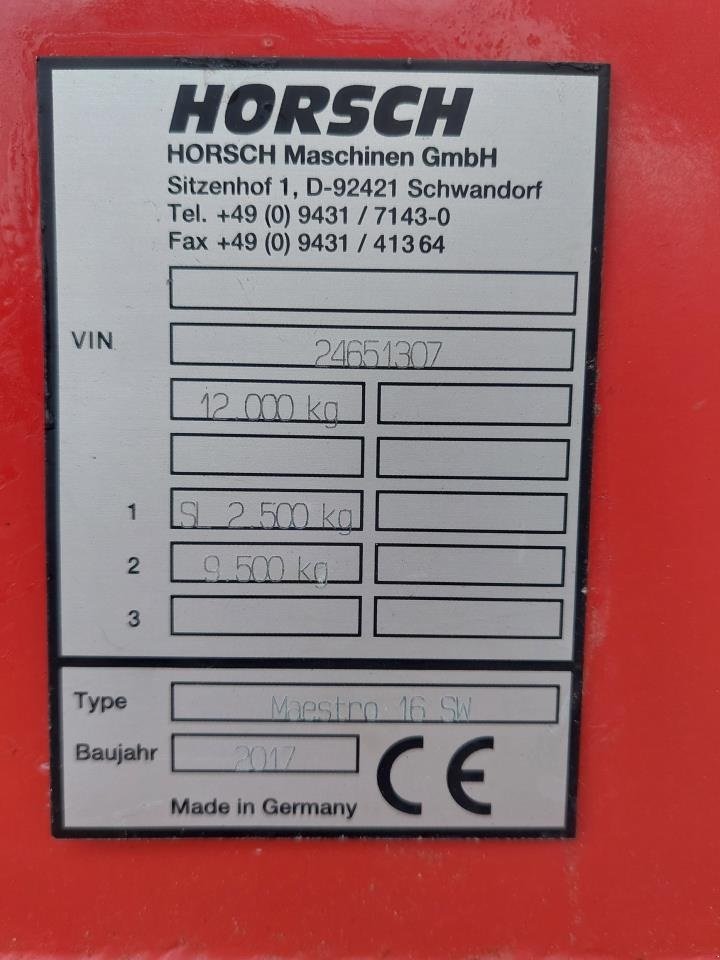 HORSCH
HORSCH Maschinen GmbH
Sitzenhof 1, D-92421 Schwandorf
Tel. +49 (0) 9431 / 7143-0
Fax +49 (0) 9431 / 41364
VIN 24651307
12.000 kg
1 SL 2.500 kg
2 9.500 kg
3
Type Maestro 16 SW
Baujahr 2017 CE
Made in Germany